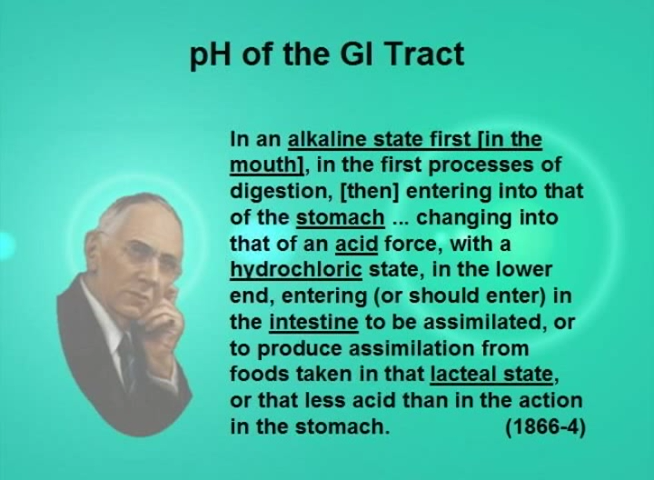 pH of the GI Tract
In an alkaline state first [in the
mouth], in the first processes of
digestion, [then] entering into that
of the stomach ... changing into
that of an acid force, with a
hydrochloric state, in the lower
end, entering (or should enter) in
the intestine to be assimilated, or
to produce assimilation from
foods taken in that lacteal state,
or that less acid than in the action
in the stomach. (1866-4)